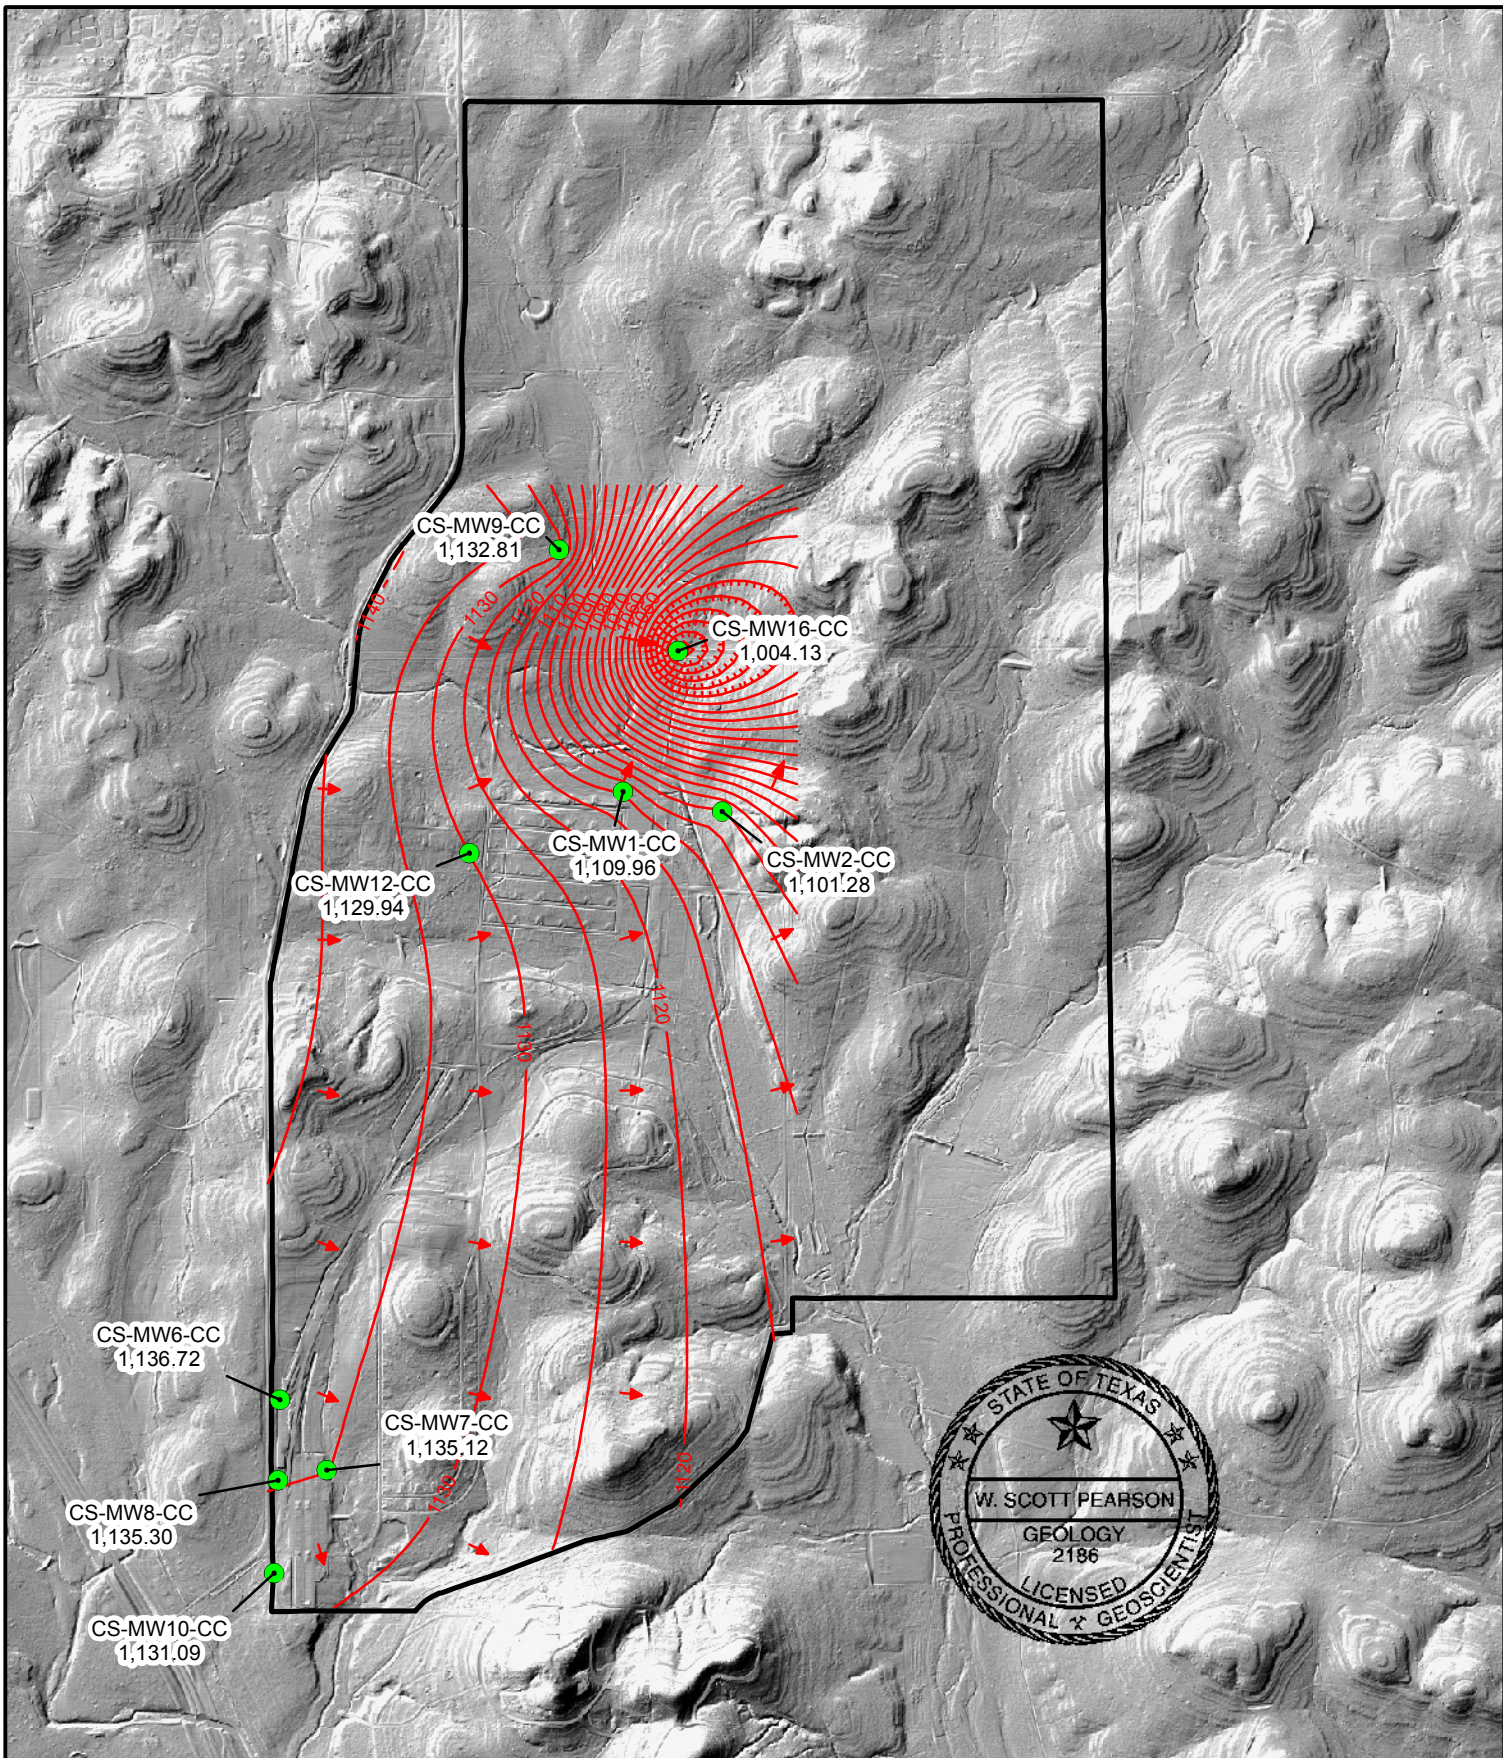 CS-MW9-CC
1,132.81
1140
1130
1120
1110
1100
1090
1080
1070
1060
1050
CS-MW16-CC
1,004.13
CS-MW1-CC
1,109.96
CS-MW2-CC
1,101.28
CS-MW12-CC
1,129.94
1120
1130
CS-MW6-CC
1,136.72
CS-MW7-CC
1,135.12
1130
1120
CS-MW8-CC
1,135.30
CS-MW10-CC
1,131.09
STATE OF TEXAS
W. SCOTT PEARSON
GEOLOGY
2186
LICENSED
PROFESSIONAL GEOSCIENTIST